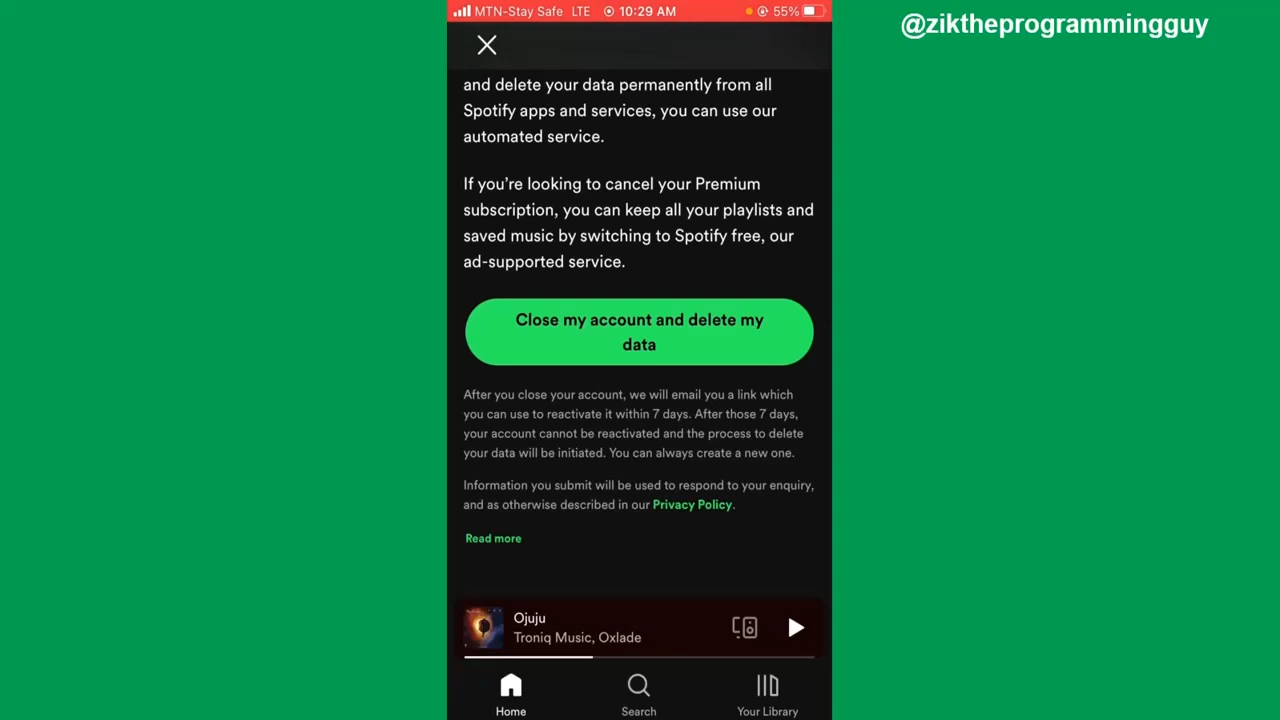 MTN-Stay Safe LTE 10:29 AM 55%
@ziktheprogrammingguy
and delete your data permanently from all
Spotify apps and services, you can use our
automated service.
If you’re looking to cancel your Premium
subscription, you can keep all your playlists and
saved music by switching to Spotify free, our
ad-supported service.
Close my account and delete my
data
After you close your account, we will email you a link which
you can use to reactivate it within 7 days. After those 7 days,
your account cannot be reactivated and the process to delete
your data will be initiated. You can always create a new one.
Information you submit will be used to respond to your enquiry,
and as otherwise described in our Privacy Policy.
Read more
Ojuju
Troniq Music, Oxlade
Home Search Your Library